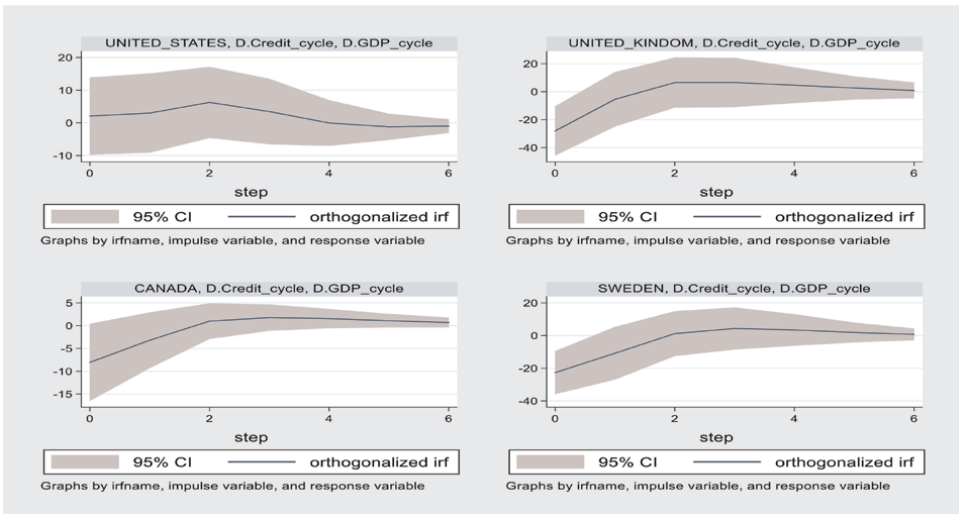 UNITED_STATES, D.Credit_cycle, D.GDP_cycle
20
10
0
-10
0 2 4 6
step
95% CI orthogonalized irf
Graphs by irfname, impulse variable, and response variable
UNITED_KINDOM, D.Credit_cycle, D.GDP_cycle
20
0
-20
-40
0 2 4 6
step
95% CI orthogonalized irf
Graphs by irfname, impulse variable, and response variable
CANADA, D.Credit_cycle, D.GDP_cycle
5
0
-5
-10
-15
0 2 4 6
step
95% CI orthogonalized irf
Graphs by irfname, impulse variable, and response variable
SWEDEN, D.Credit_cycle, D.GDP_cycle
20
0
-20
-40
0 2 4 6
step
95% CI orthogonalized irf
Graphs by irfname, impulse variable, and response variable